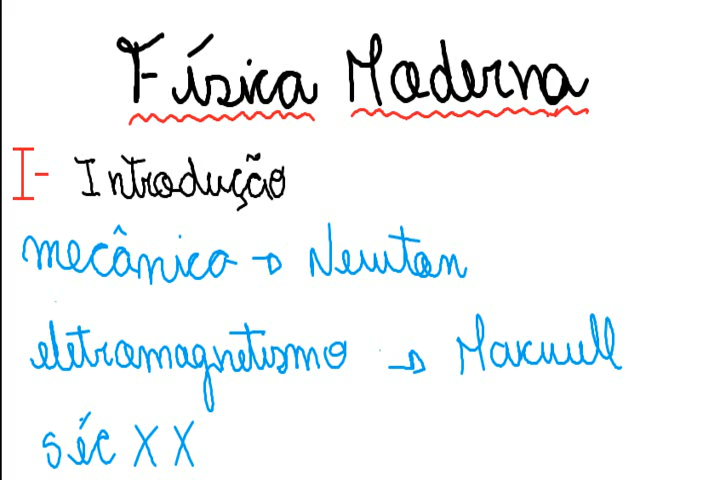 Física Moderna
I- Introdução
mecânica → Newton
eletromagnetismo → Maxwell
séc XX